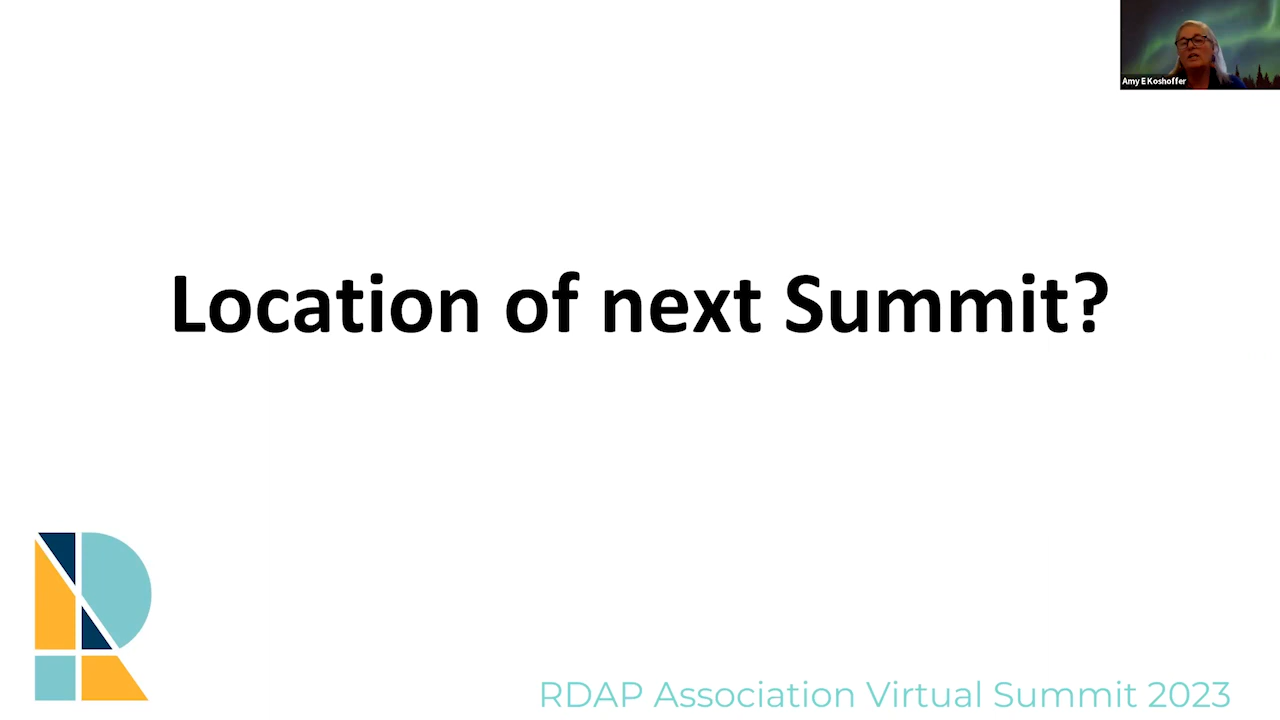 Amy E Koshoffer
Location of next Summit?
RDAP Association Virtual Summit 2023